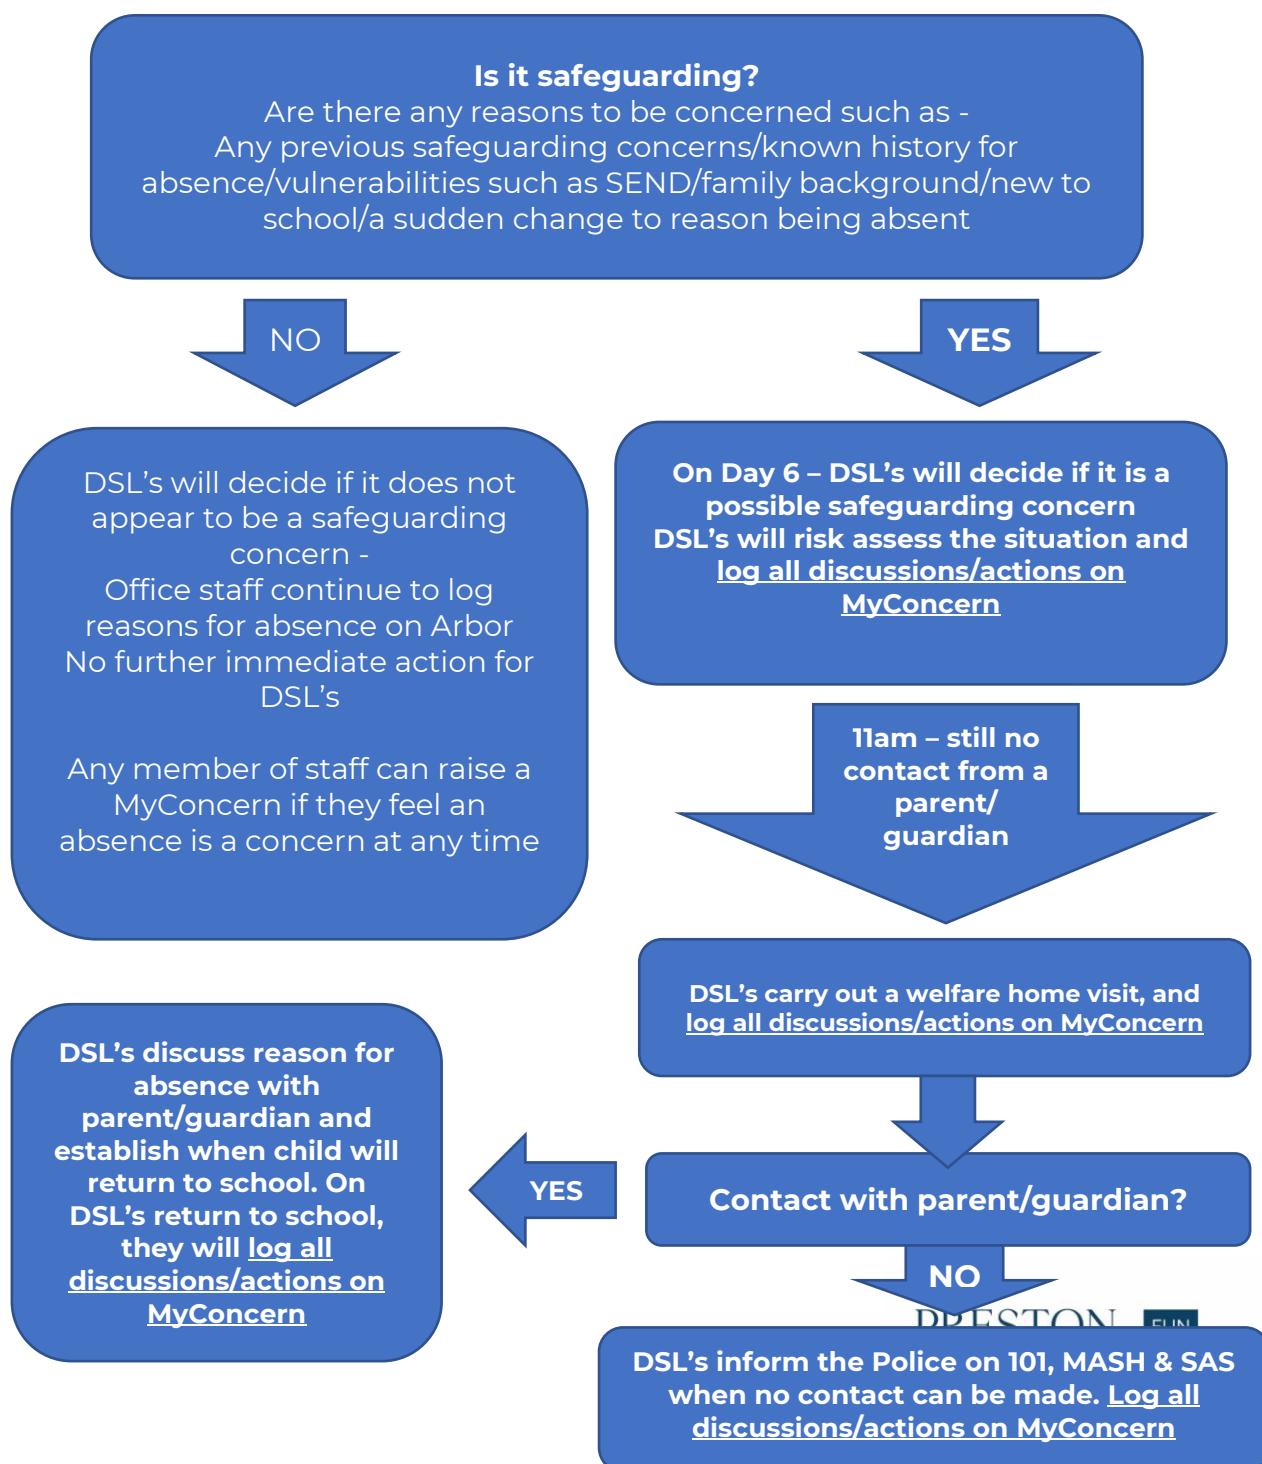 Is it safeguarding?
Are there any reasons to be concerned such as -
Any previous safeguarding concerns/known history for
absence/vulnerabilities such as SEND/family background/new to
school/a sudden change to reason being absent
NO
YES
DSL’s will decide if it does not
appear to be a safeguarding
concern -
Office staff continue to log
reasons for absence on Arbor
No further immediate action for
DSL’s
Any member of staff can raise a
MyConcern if they feel an
absence is a concern at any time
On Day 6 – DSL’s will decide if it is a
possible safeguarding concern
DSL’s will risk assess the situation and
log all discussions/actions on
MyConcern
11am – still no
contact from a
parent/
guardian
DSL’s carry out a welfare home visit, and
log all discussions/actions on MyConcern
Contact with parent/guardian?
YES
DSL’s discuss reason for
absence with
parent/guardian and
establish when child will
return to school. On
DSL’s return to school,
they will log all
discussions/actions on
MyConcern
NO
PRESTON
DSL’s inform the Police on 101, MASH & SAS
when no contact can be made. Log all
discussions/actions on MyConcern